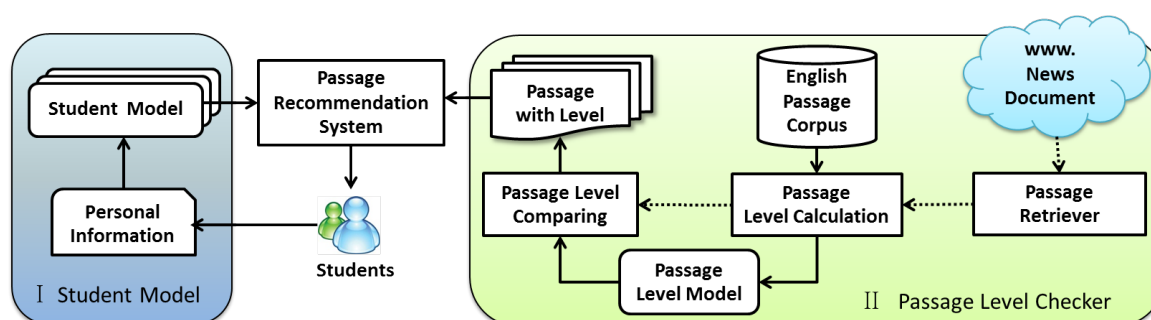 Student Model
Personal
Information
Ⅰ Student Model
Passage
Recommendation
System
Students
Passage
with Level
English
Passage
Corpus
www.
News
Document
Passage Level
Comparing
Passage
Level Calculation
Passage
Retriever
Passage
Level Model
Ⅱ Passage Level Checker